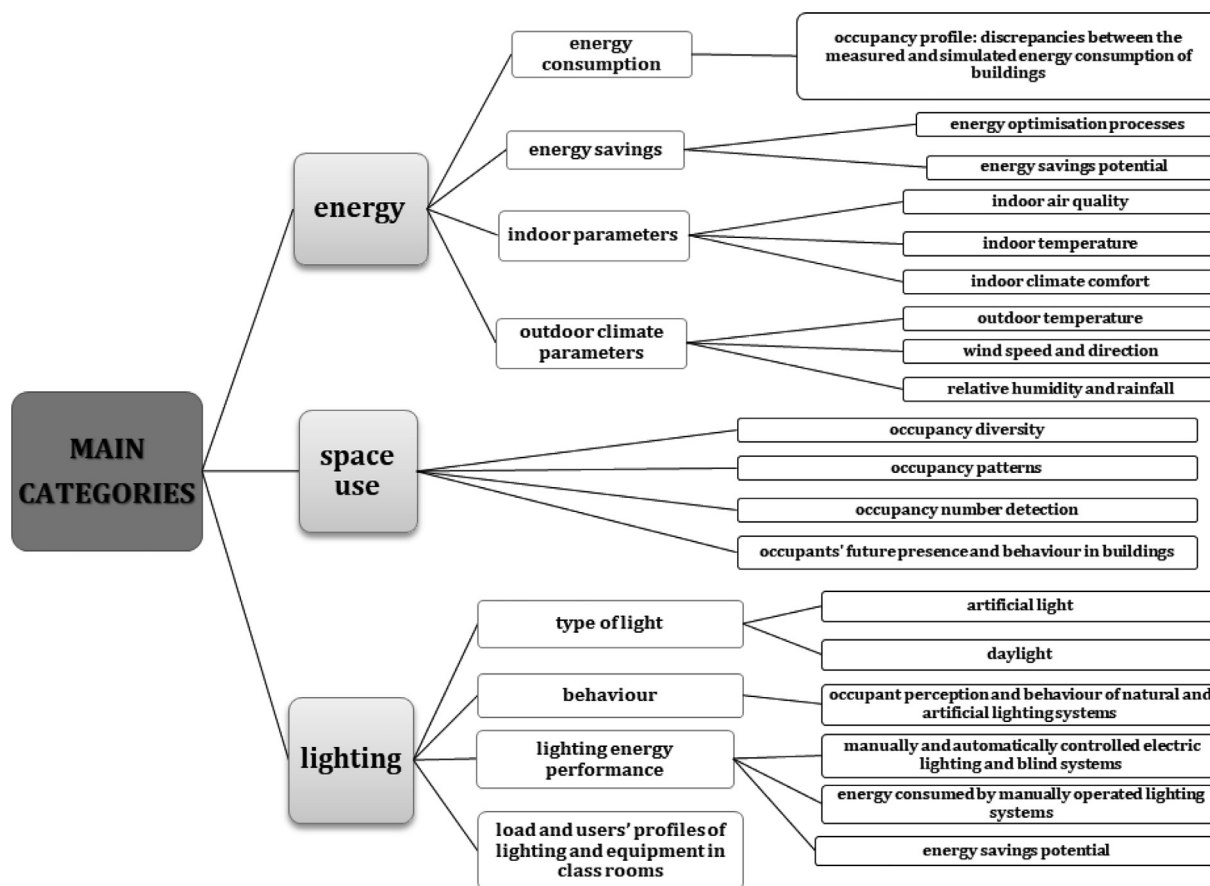 MAIN
CATEGORIES
energy
energy
consumption
occupancy profile: discrepancies between the
measured and simulated energy consumption of
buildings
energy savings
energy optimisation processes
energy savings potential
indoor parameters
indoor air quality
indoor temperature
indoor climate comfort
outdoor climate
parameters
outdoor temperature
wind speed and direction
relative humidity and rainfall
space
use
occupancy diversity
occupancy patterns
occupancy number detection
occupants' future presence and behaviour in buildings
lighting
type of light
artificial light
daylight
behaviour
occupant perception and behaviour of natural and
artificial lighting systems
lighting energy
performance
manually and automatically controlled electric
lighting and blind systems
energy consumed by manually operated lighting
systems
energy savings potential
load and users’ profiles of
lighting and equipment in
class rooms